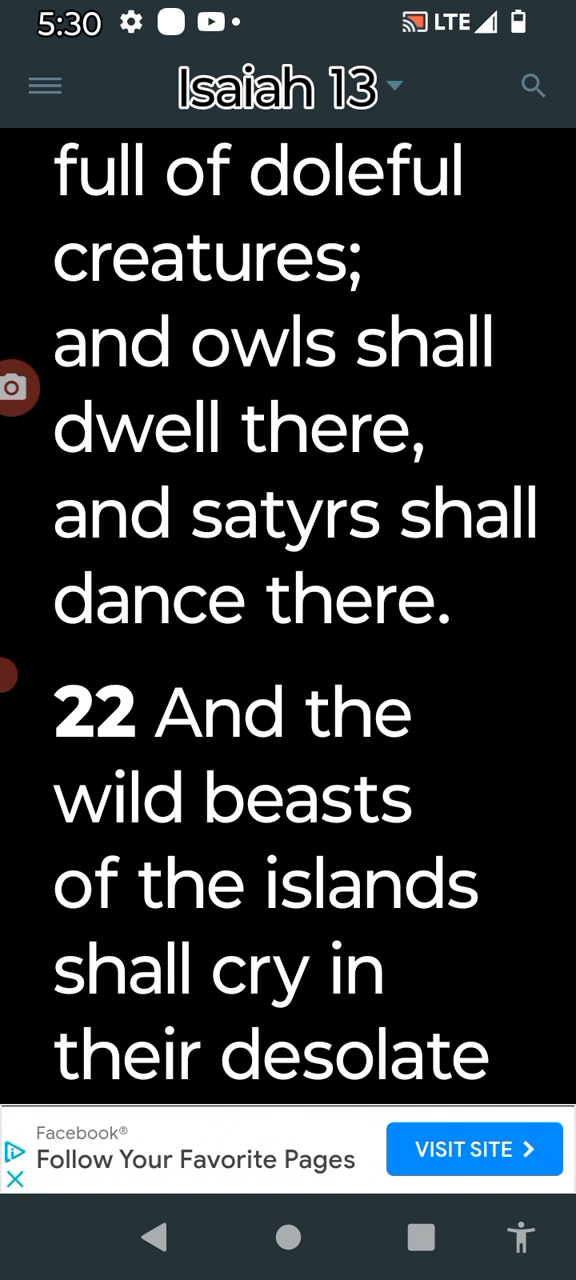 5:30 LTE
Isaiah 13
full of doleful
creatures;
and owls shall
dwell there,
and satyrs shall
dance there.
22 And the
wild beasts
of the islands
shall cry in
their desolate
Facebook®
Follow Your Favorite Pages
VISIT SITE